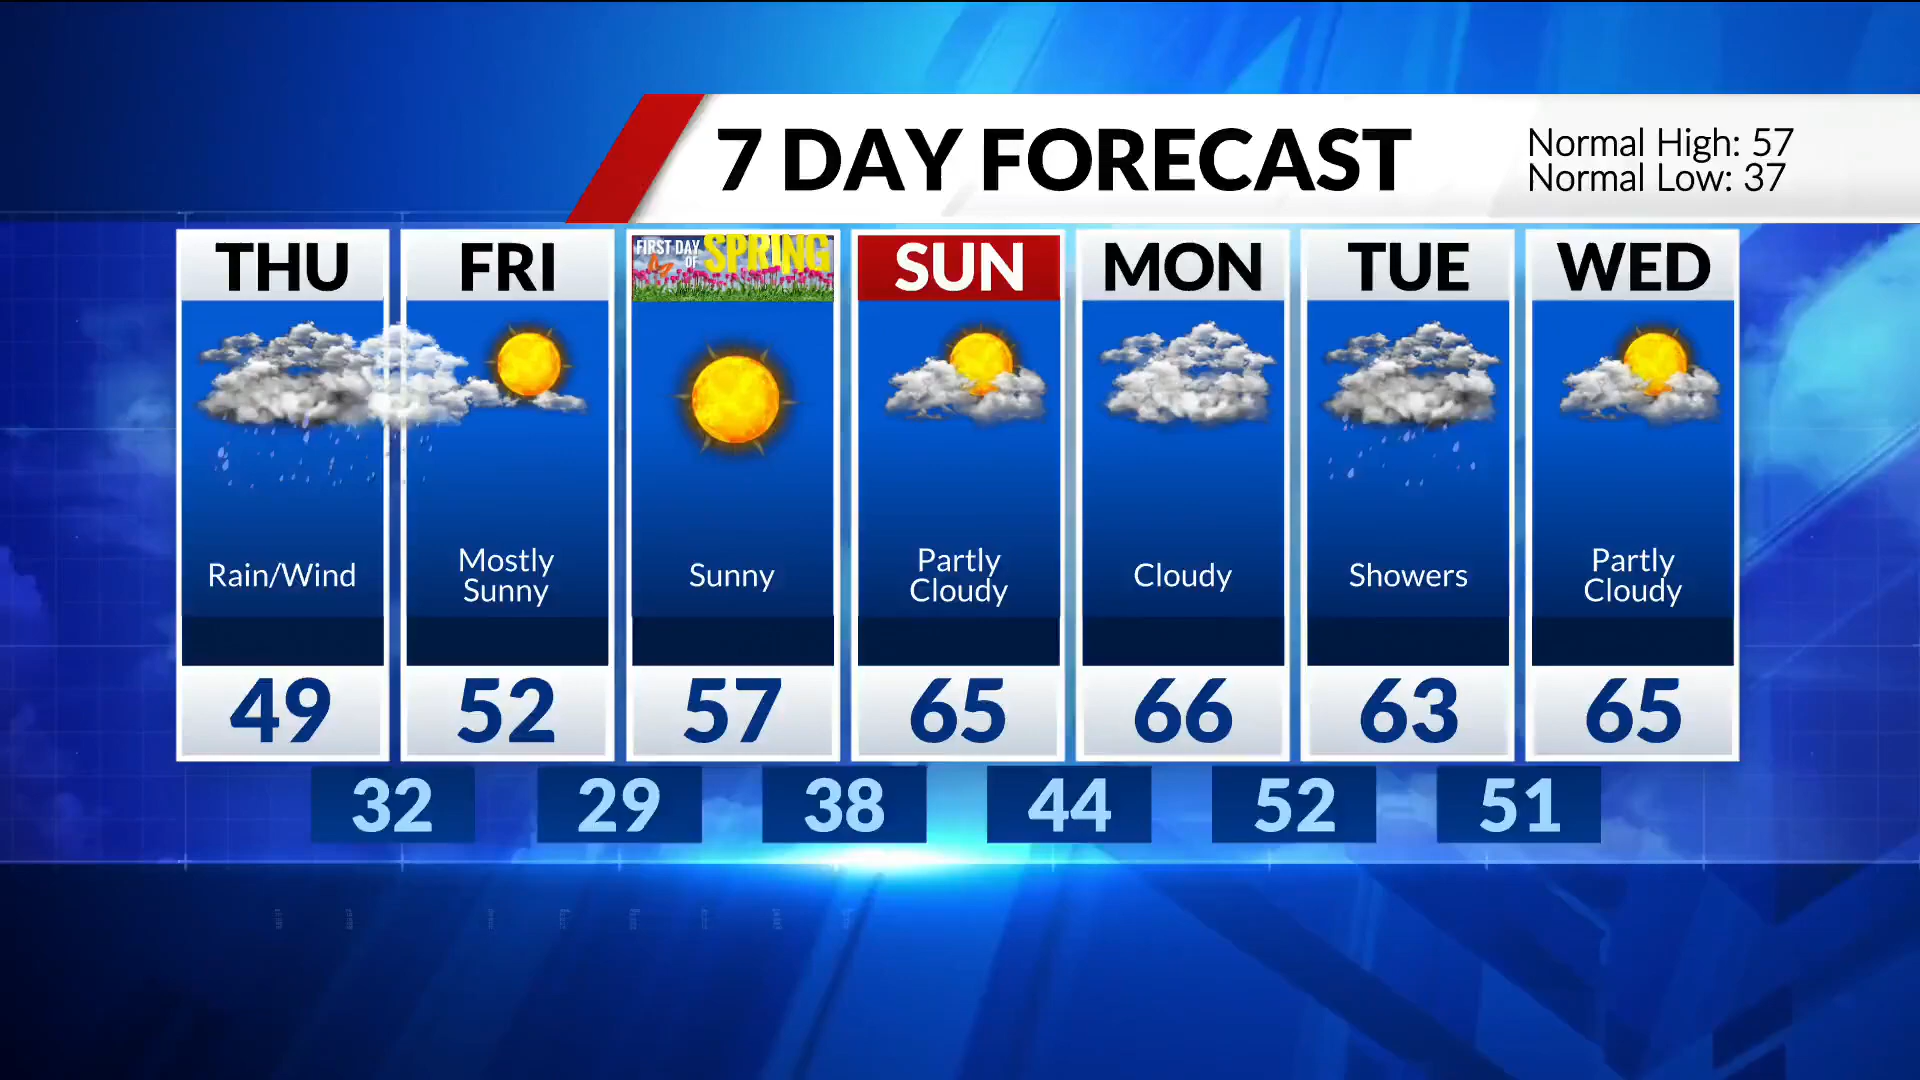 7 DAY FORECAST
Normal High: 57
Normal Low: 37
THU
FRI
FIRST DAY
OF
SPRING
SUN
MON
TUE
WED
Rain/Wind
Mostly
Sunny
Sunny
Partly
Cloudy
Cloudy
Showers
Partly
Cloudy
49
52
57
65
66
63
65
32
29
38
44
52
51